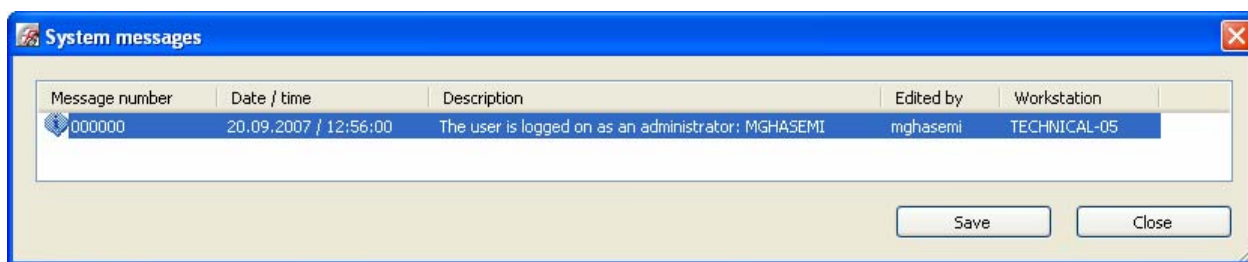 System messages
Message number Date / time Description Edited by Workstation
000000 20.09.2007 / 12:56:00 The user is logged on as an administrator: MGHASEMI mghasemi TECHNICAL-05
Save Close